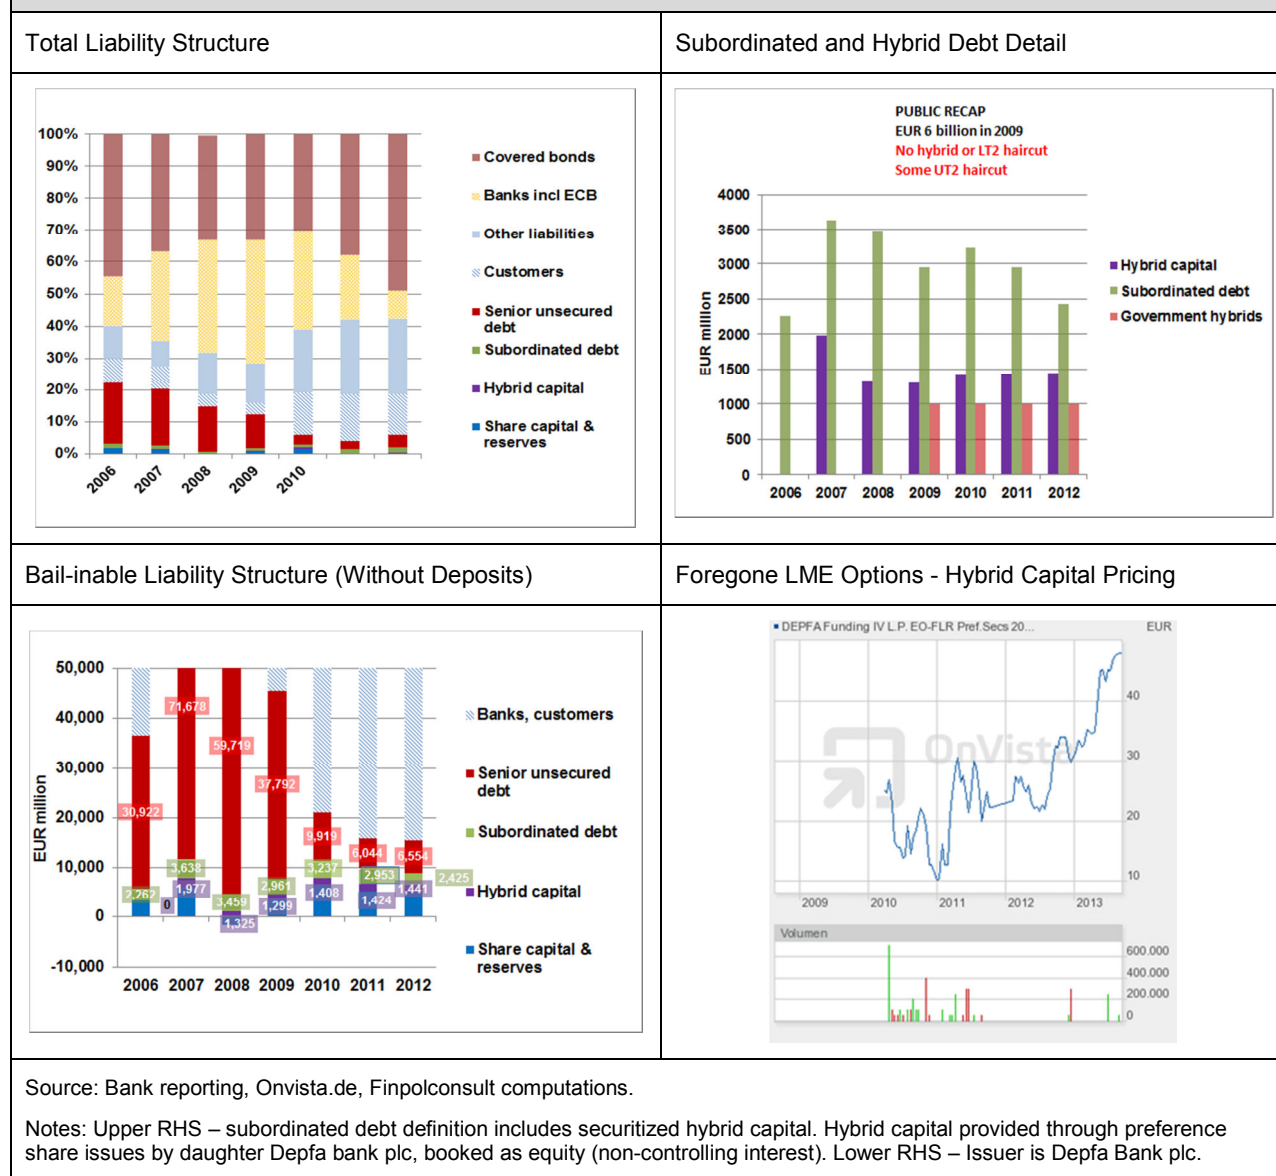 Total Liability Structure
Subordinated and Hybrid Debt Detail
100%
90%
80%
70%
60%
50%
40%
30%
20%
10%
0%
2006
2007
2008
2009
2010
Covered bonds
Banks incl ECB
Other liabilities
Customers
Senior unsecured
debt
Subordinated debt
Hybrid capital
Share capital &
reserves
PUBLIC RECAP
EUR 6 billion in 2009
No hybrid or LT2 haircut
Some UT2 haircut
EUR million
4000
3500
3000
2500
2000
1500
1000
500
0
2006 2007 2008 2009 2010 2011 2012
Hybrid capital
Subordinated debt
Government hybrids
Bail-inable Liability Structure (Without Deposits)
Foregone LME Options - Hybrid Capital Pricing
EUR million
50,000
40,000
30,000
20,000
10,000
0
-10,000
71,678
59,719
37,792
30,922
9,919
6,044
6,554
2,262
3,638
3,459
2,961
3,237
2,953
2,425
0
1,977
1,325
1,299
1,408
1,424
1,441
2006 2007 2008 2009 2010 2011 2012
Banks, customers
Senior unsecured
debt
Subordinated debt
Hybrid capital
Share capital &
reserves
DEPFA Funding IV L.P. EO-FLR Pref.Secs 20... EUR
OnVista
40
30
20
10
2009 2010 2011 2012 2013
Volumen
600.000
400.000
200.000
0
Source: Bank reporting, Onvista.de, Finpolconsult computations.
Notes: Upper RHS – subordinated debt definition includes securitized hybrid capital. Hybrid capital provided through preference
share issues by daughter Depfa bank plc, booked as equity (non-controlling interest). Lower RHS – Issuer is Depfa Bank plc.